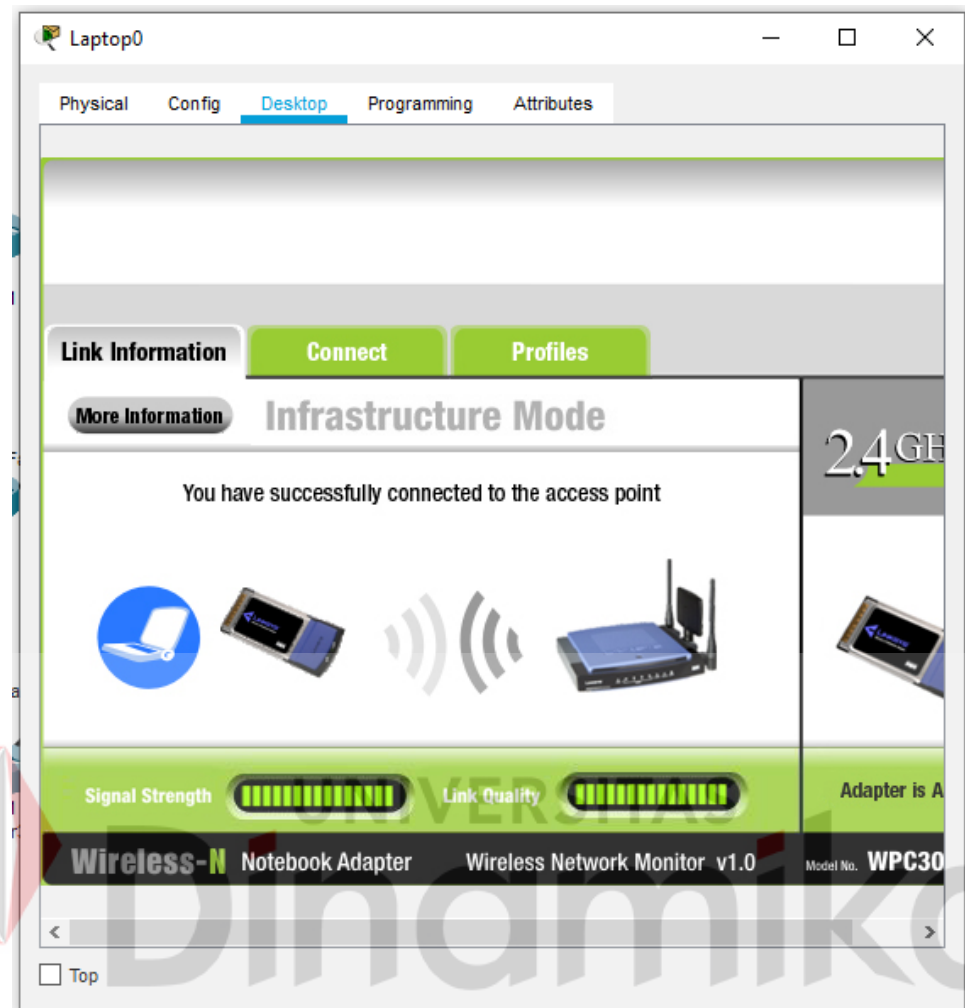 Laptop0
Physical Config Desktop Programming Attributes
Link Information Connect Profiles
More Information Infrastructure Mode
2.4 GH
You have successfully connected to the access point
Signal Strength Link Quality Adapter is A
UNIVERSITAS
Wireless-N Notebook Adapter Wireless Network Monitor v1.0 Model No. WPC30
Dinamika
Top